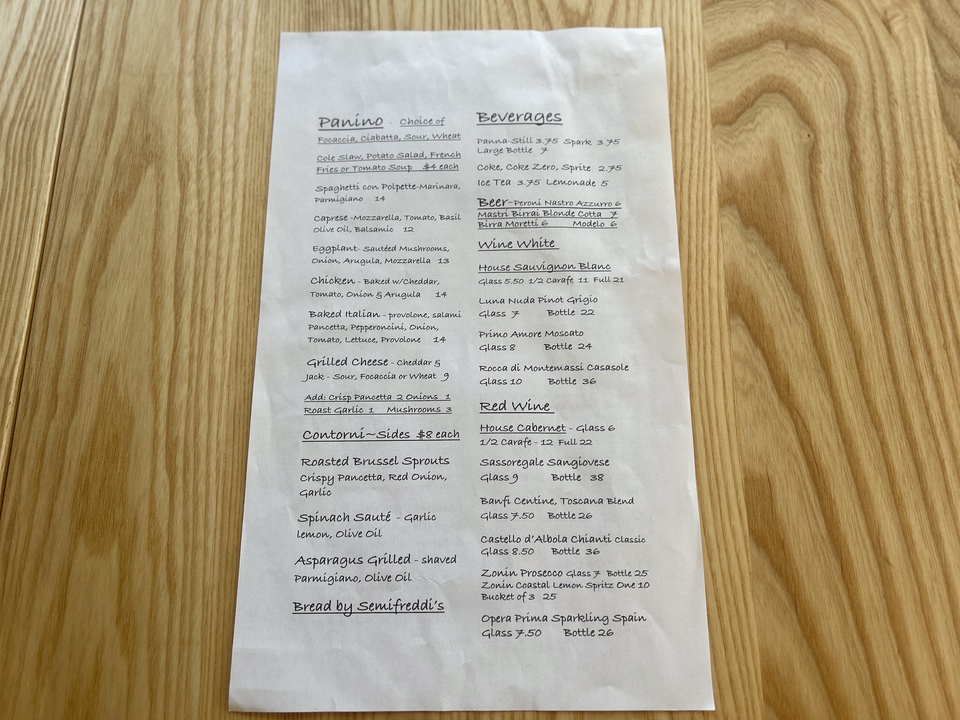 Panino - Choice of
Focaccia, Ciabatta, Sour, Wheat
Cole Slaw, Potato Salad, French
Fries or Tomato Soup $4 each
Spaghetti con Polpette-Marinara,
Parmigiano 14
Caprese -Mozzarella, Tomato, Basil
Olive Oil, Balsamic 12
Eggplant- Sautéed Mushrooms,
Onion, Arugula, Mozzarella 13
Chicken - Baked w/Cheddar,
Tomato, Onion & Arugula 14
Baked Italian - provolone, salami
Pancetta, Pepperoncini, Onion,
Tomato, Lettuce, Provolone 14
Grilled Cheese - Cheddar &
Jack - Sour, Focaccia or Wheat 9
Add: Crisp Pancetta 2 Onions 1
Roast Garlic 1 Mushrooms 3
Contorni~Sides $8 each
Roasted Brussel Sprouts
Crispy Pancetta, Red Onion,
Garlic
Spinach Sauté - Garlic
lemon, Olive Oil
Asparagus Grilled - shaved
Parmigiano, Olive Oil
Bread by Semifreddi's
Beverages
Panna-Still 3.75 Spark 3.75
Large Bottle 7
Coke, Coke Zero, Sprite 2.75
Ice Tea 3.75 Lemonade 5
Beer-Peroni Nastro Azzurro 6
Mastri Birrai Blonde Cotta 7
Birra Moretti 6 Modelo 6
Wine White
House Sauvignon Blanc
Glass 5.50 1/2 Carafe 11 Full 21
Luna Nuda Pinot Grigio
Glass 7 Bottle 22
Primo Amore Moscato
Glass 8 Bottle 24
Rocca di Montemassi Casasole
Glass 10 Bottle 36
Red Wine
House Cabernet - Glass 6
1/2 Carafe - 12 Full 22
Sassoregale Sangiovese
Glass 9 Bottle 38
Banfi Centine, Toscana Blend
Glass 7.50 Bottle 26
Castello d'Albola Chianti Classic
Glass 8.50 Bottle 36
Zonin Prosecco Glass 7 Bottle 25
Zonin Coastal Lemon Spritz One 10
Bucket of 3 25
Opera Prima Sparkling Spain
Glass 7.50 Bottle 26